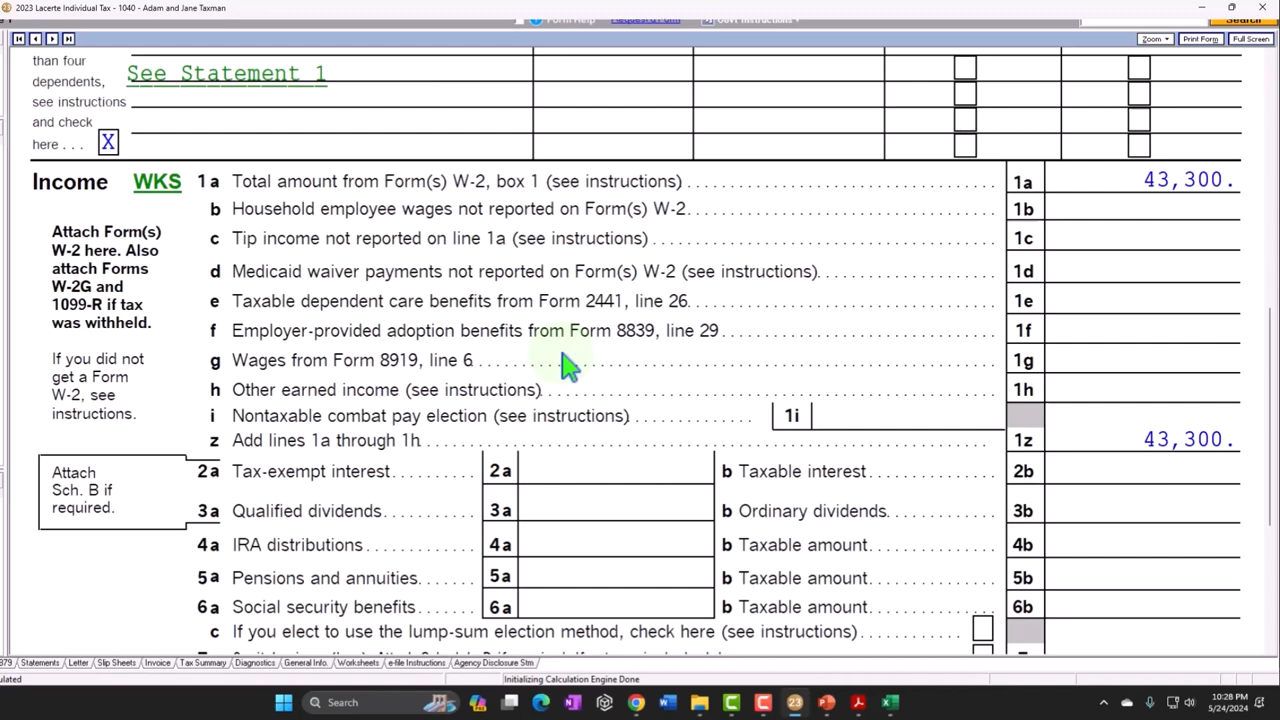 2023 Lacerte Individual Tax - 1040 - Adam and Jane Taxman
Form Help Request a Form Govt Instructions Search
Zoom Print Form Full Screen
than four
dependents,
see instructions
and check
here . . . X
See Statement 1
Income WKS 1a Total amount from Form(s) W-2, box 1 (see instructions) 1a 43,300.
b Household employee wages not reported on Form(s) W-2 1b
c Tip income not reported on line 1a (see instructions) 1c
d Medicaid waiver payments not reported on Form(s) W-2 (see instructions) 1d
e Taxable dependent care benefits from Form 2441, line 26 1e
f Employer-provided adoption benefits from Form 8839, line 29 1f
g Wages from Form 8919, line 6 1g
h Other earned income (see instructions) 1h
i Nontaxable combat pay election (see instructions) 1i
z Add lines 1a through 1h 1z 43,300.
Attach Form(s)
W-2 here. Also
attach Forms
W-2G and
1099-R if tax
was withheld.
If you did not
get a Form
W-2, see
instructions.
Attach
Sch. B if
required.
2a Tax-exempt interest 2a b Taxable interest 2b
3a Qualified dividends 3a b Ordinary dividends 3b
4a IRA distributions 4a b Taxable amount 4b
5a Pensions and annuities 5a b Taxable amount 5b
6a Social security benefits 6a b Taxable amount 6b
c If you elect to use the lump-sum election method, check here (see instructions)
879 Statements Letter Slip Sheets Invoice Tax Summary Diagnostics General Info. Worksheets e-file Instructions Agency Disclosure Stm
ulated Initializing Calculation Engine Done
Search
23
10:28 PM
5/24/2024